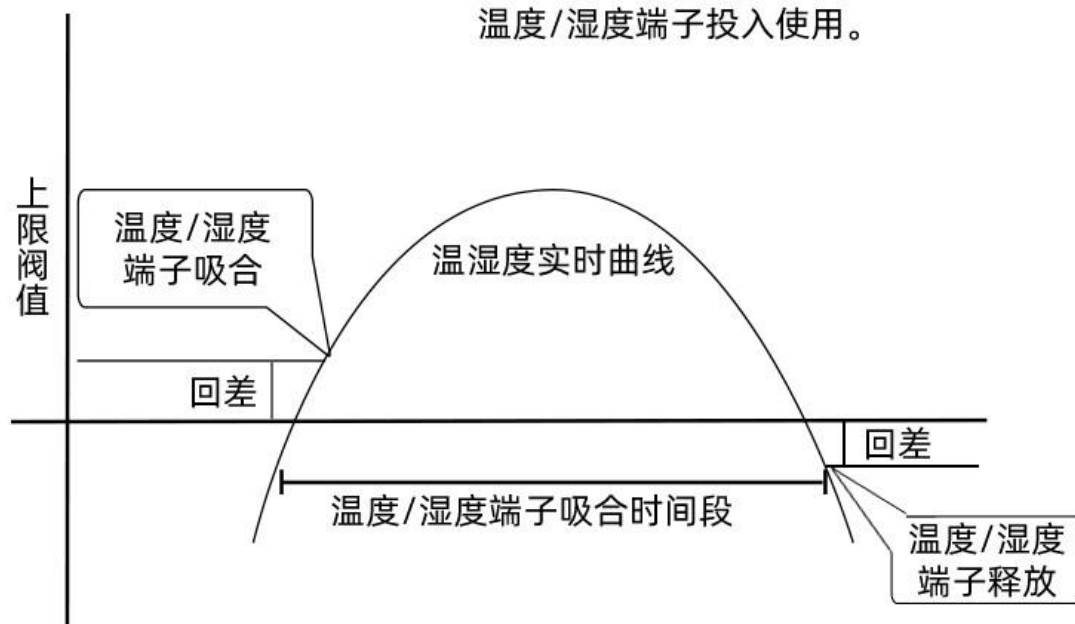 温度/湿度端子投入使用。
上
限
阀
值
温度/湿度
端子吸合
温湿度实时曲线
回差
回差
温度/湿度端子吸合时间段
温度/湿度
端子释放